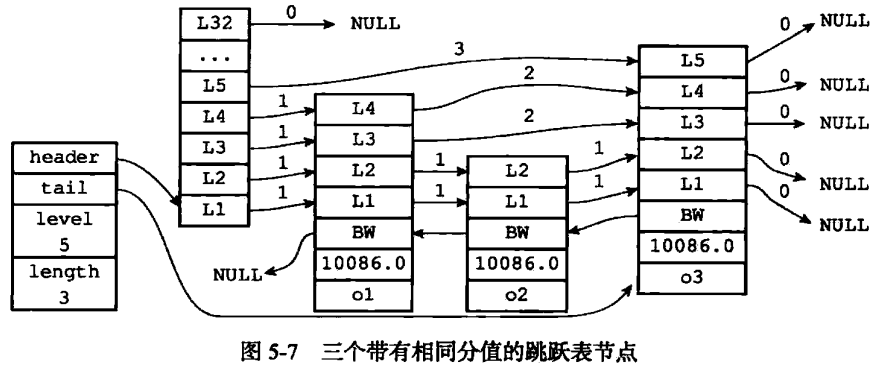 header
tail
level
5
length
3
L32
...
L5
L4
L3
L2
L1
0
NULL
3
1
1
1
1
L4
L3
L2
L1
BW
10086.0
o1
NULL
2
2
1
1
L2
L1
BW
10086.0
o2
1
1
L5
L4
L3
L2
L1
BW
10086.0
o3
0
NULL
0
NULL
0
NULL
0
NULL
0
NULL
图 5-7 三个带有相同分值的跳跃表节点